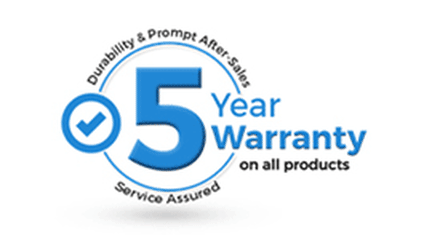 Durability & Prompt After-Sales
5 Year
Warranty
on all products
Service Assured